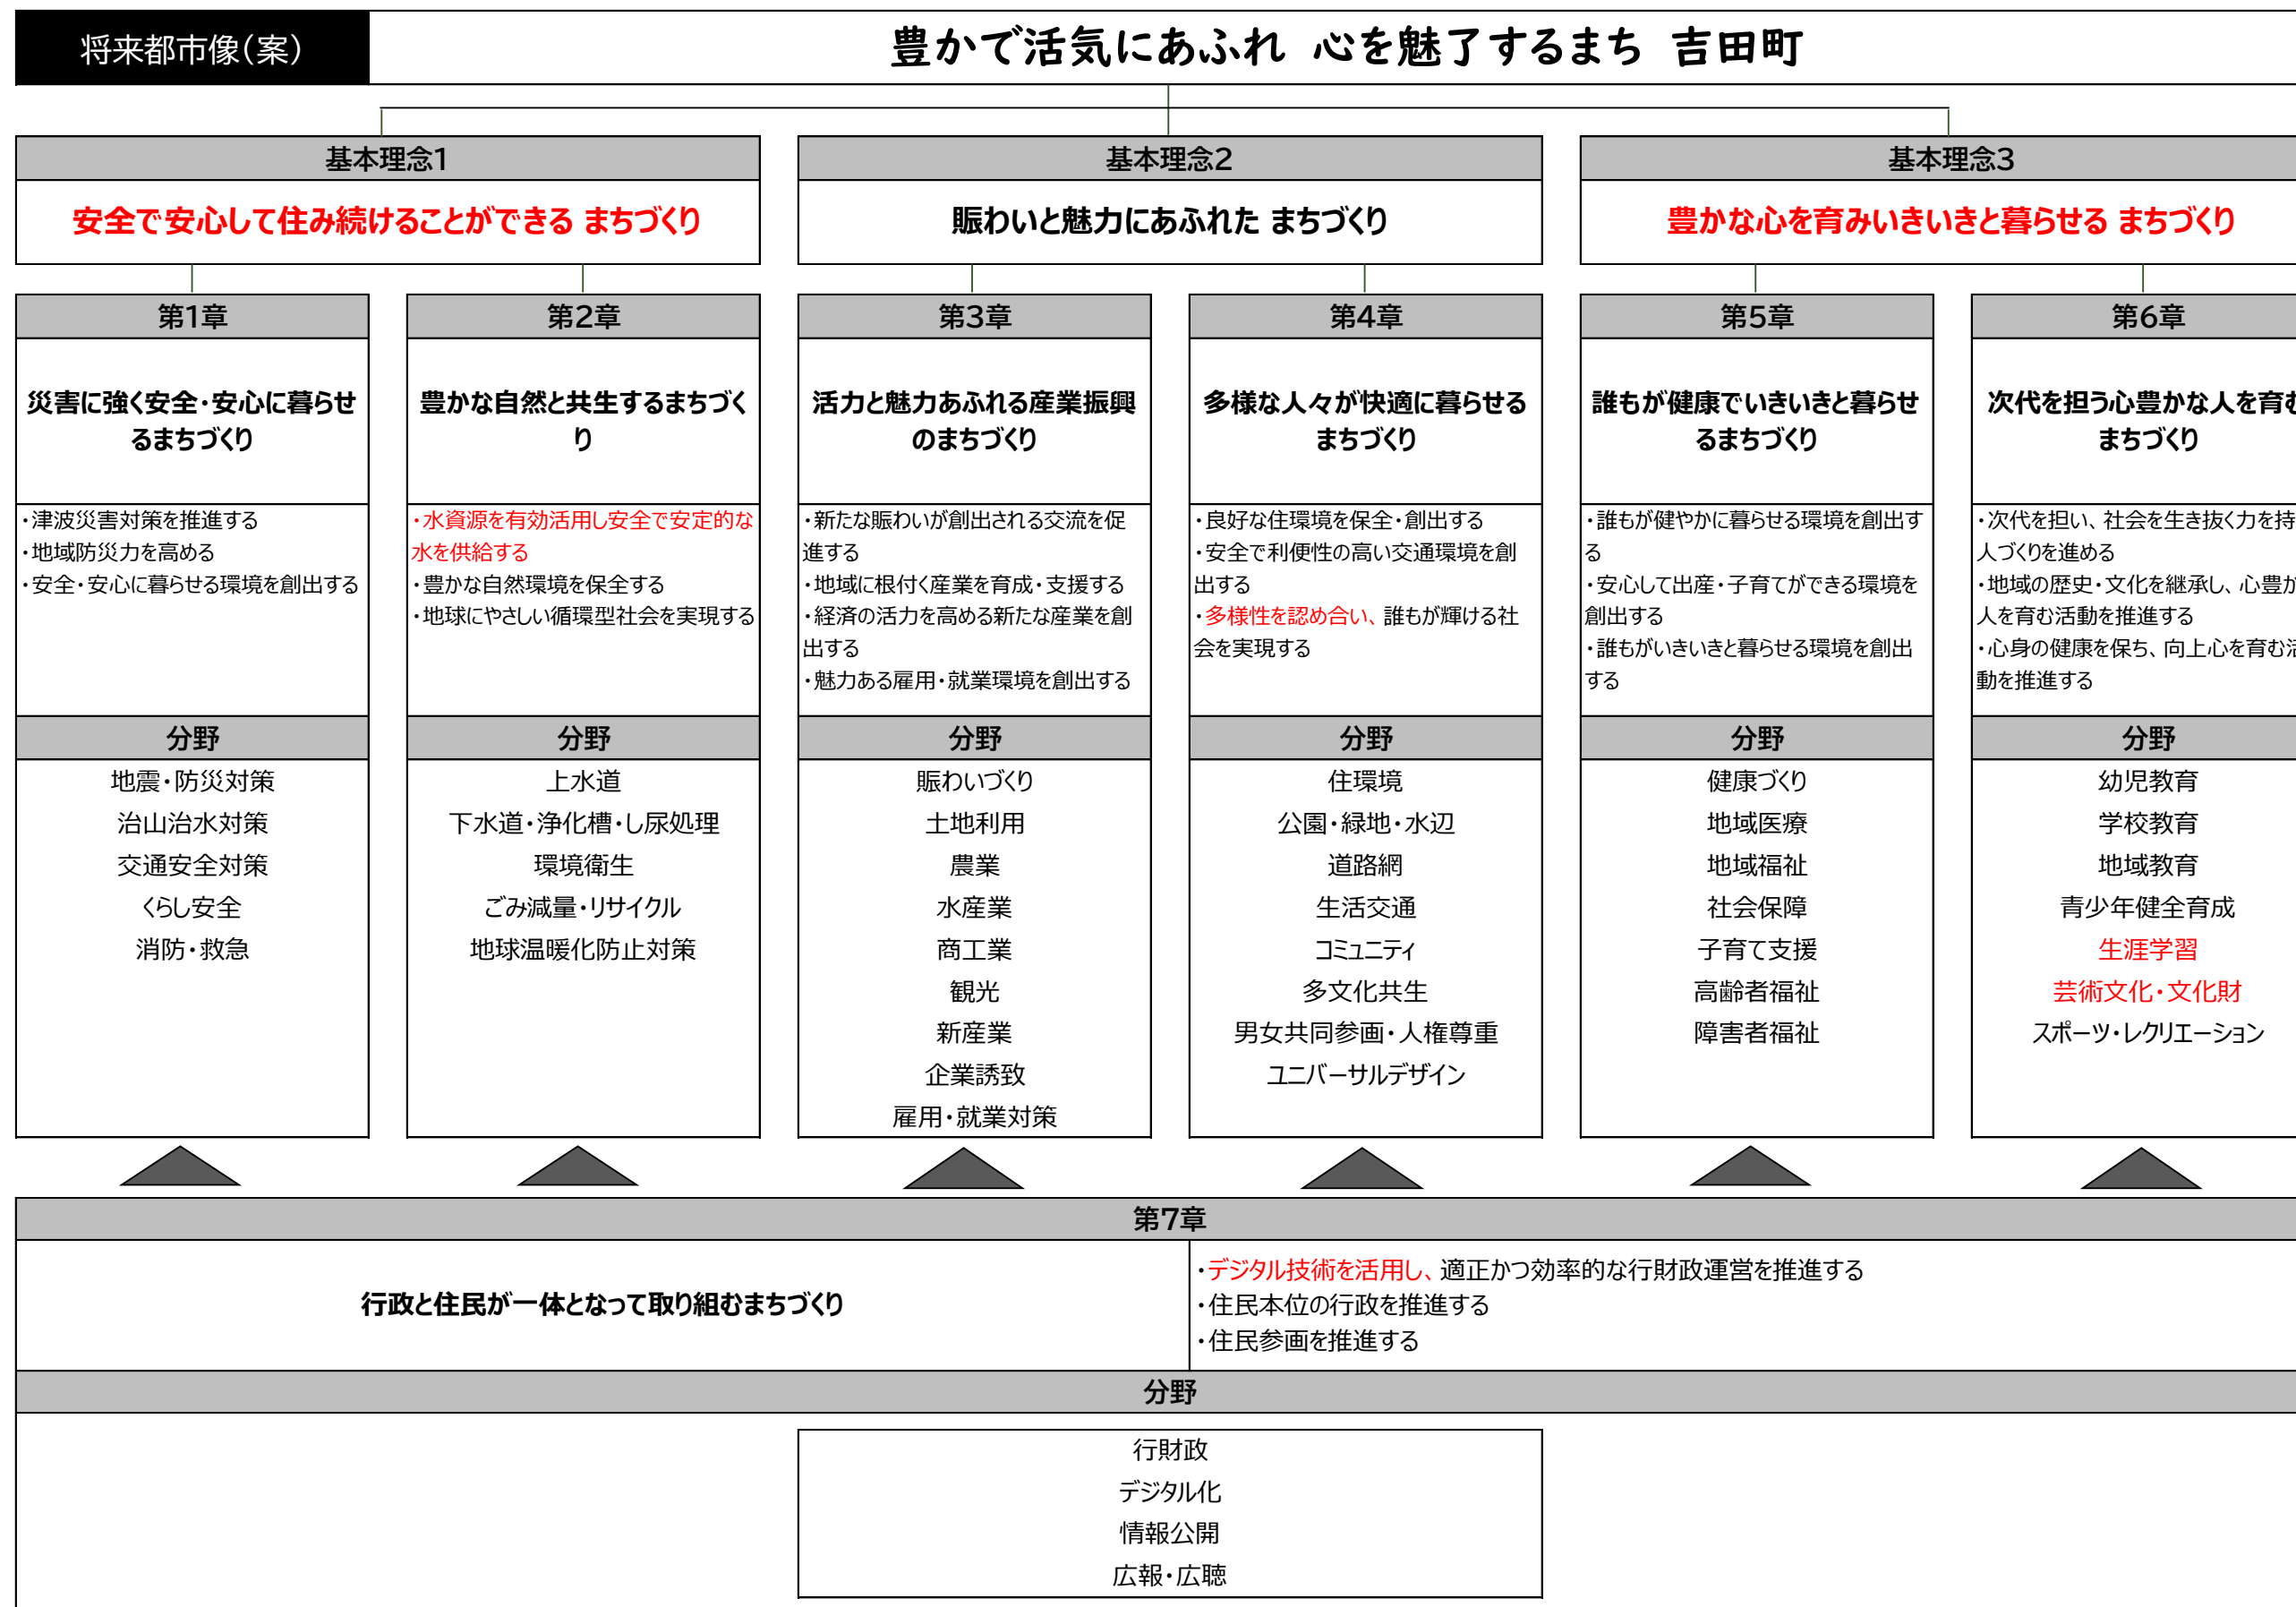 将来都市像(案)
豊かで活気にあふれ 心を魅了するまち 吉田町
基本理念1
安全で安心して住み続けることができる まちづくり
基本理念2
賑わいと魅力にあふれた まちづくり
基本理念3
豊かな心を育みいきいきと暮らせる まちづくり
第1章
災害に強く安全・安心に暮らせ
るまちづくり
・津波災害対策を推進する
・地域防災力を高める
・安全・安心に暮らせる環境を創出する
分野
地震・防災対策
治山治水対策
交通安全対策
くらし安全
消防・救急
第2章
豊かな自然と共生するまちづく
り
・水資源を有効活用し安全で安定的な
水を供給する
・豊かな自然環境を保全する
・地球にやさしい循環型社会を実現する
分野
上水道
下水道・浄化槽・し尿処理
環境衛生
ごみ減量・リサイクル
地球温暖化防止対策
第3章
活力と魅力あふれる産業振興
のまちづくり
・新たな賑わいが創出される交流を促
進する
・地域に根付く産業を育成・支援する
・経済の活力を高める新たな産業を創
出する
・魅力ある雇用・就業環境を創出する
分野
賑わいづくり
土地利用
農業
水産業
商工業
観光
新産業
企業誘致
雇用・就業対策
第4章
多様な人々が快適に暮らせる
まちづくり
・良好な住環境を保全・創出する
・安全で利便性の高い交通環境を創
出する
・多様性を認め合い、誰もが輝ける社
会を実現する
分野
住環境
公園・緑地・水辺
道路網
生活交通
コミュニティ
多文化共生
男女共同参画・人権尊重
ユニバーサルデザイン
第5章
誰もが健康でいきいきと暮らせ
るまちづくり
・誰もが健やかに暮らせる環境を創出す
る
・安心して出産・子育てができる環境を
創出する
・誰もがいきいきと暮らせる環境を創出
する
分野
健康づくり
地域医療
地域福祉
社会保障
子育て支援
高齢者福祉
障害者福祉
第6章
次代を担う心豊かな人を育む
まちづくり
・次代を担い、社会を生き抜く力を持
人づくりを進める
・地域の歴史・文化を継承し、心豊か
人を育む活動を推進する
・心身の健康を保ち、向上心を育む活
動を推進する
分野
幼児教育
学校教育
地域教育
青少年健全育成
生涯学習
芸術文化・文化財
スポーツ・レクリエーション
第7章
行政と住民が一体となって取り組むまちづくり
・デジタル技術を活用し、適正かつ効率的な行財政運営を推進する
・住民本位の行政を推進する
・住民参画を推進する
分野
行財政
デジタル化
情報公開
広報・広聴